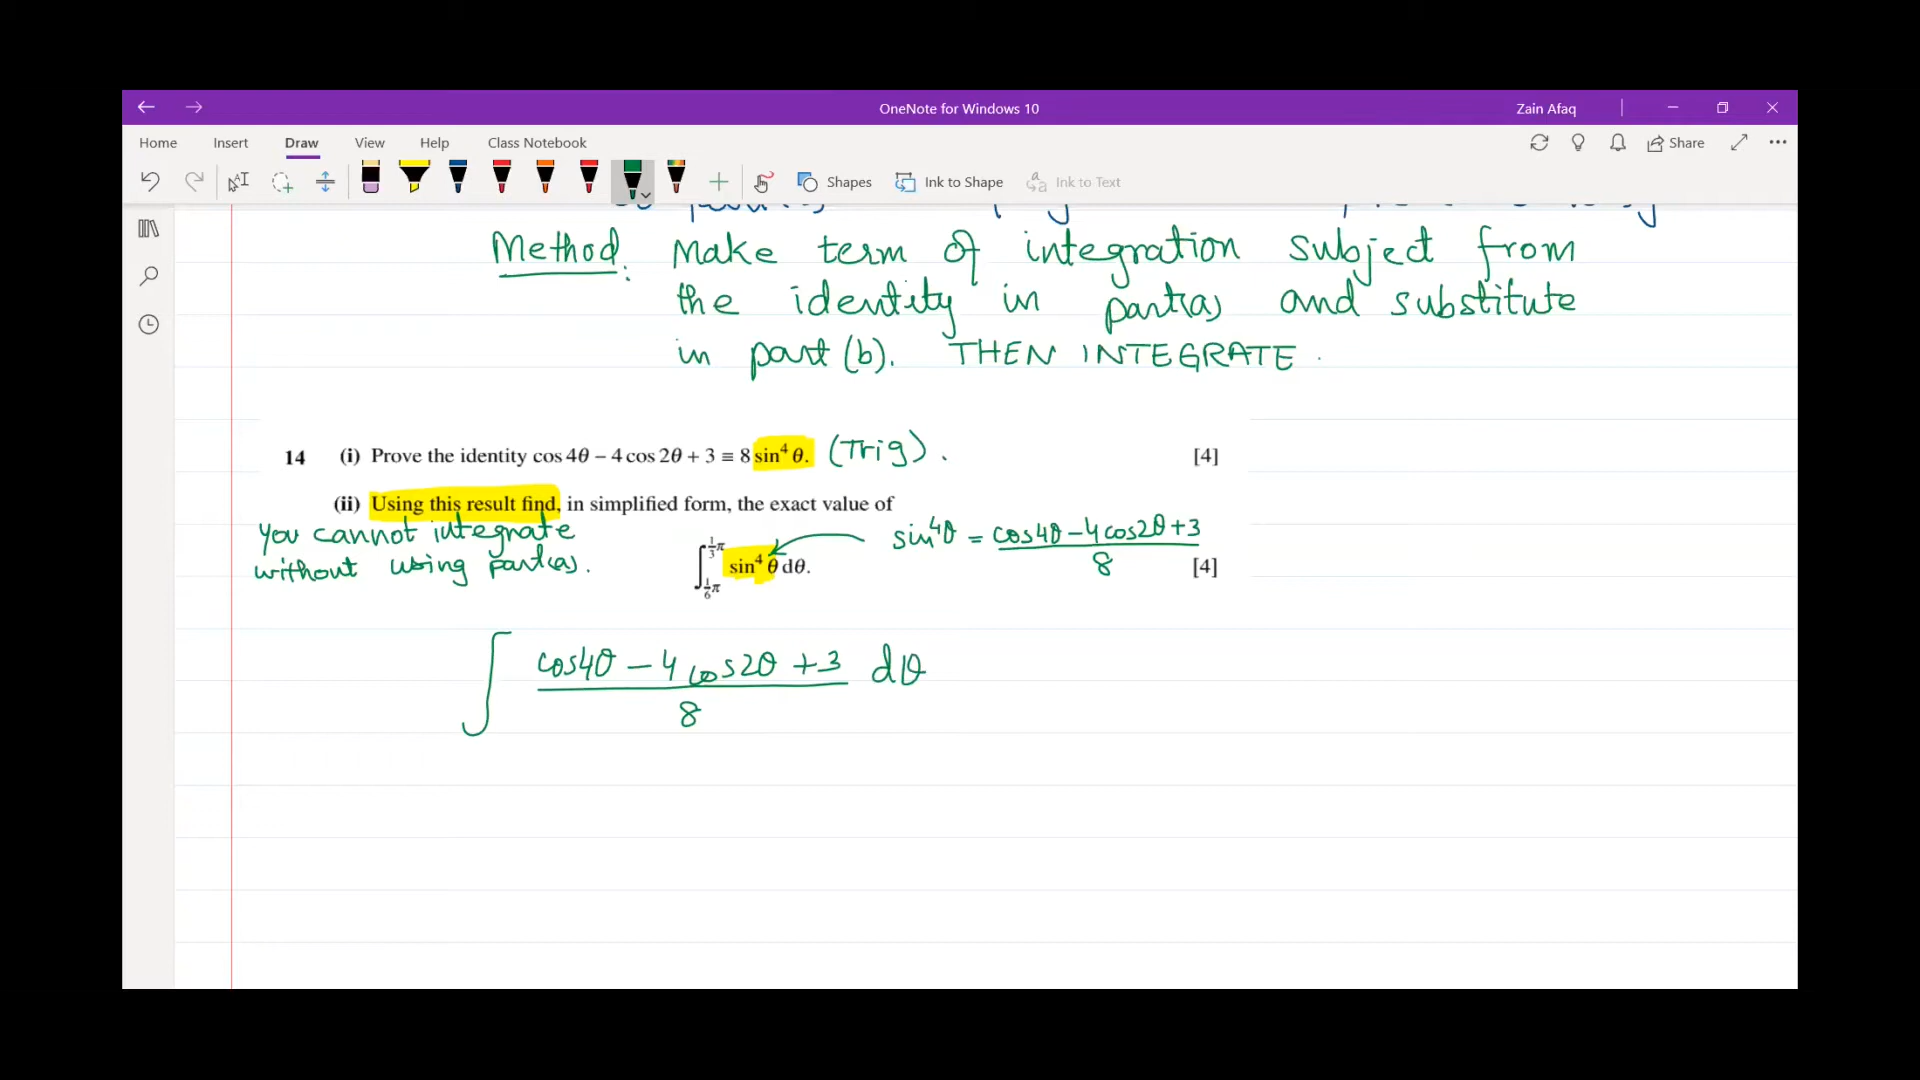 OneNote for Windows 10
Zain Afaq
Home Insert Draw View Help Class Notebook
Share
Shapes Ink to Shape Ink to Text
Method: Make term of integration subject from
the identity in part(a) and substitute
in part (b). THEN INTEGRATE.
14 (i) Prove the identity cos 4θ − 4 cos 2θ + 3 ≡ 8 sin⁴ θ. (Trig). [4]
(ii) Using this result find, in simplified form, the exact value of
You cannot integrate
without using part(a).
∫_{1/6 π}^{1/3 π} sin⁴ θ dθ. [4]
sin⁴θ = (cos4θ − 4cos2θ + 3)/8
∫ (cos4θ − 4cos2θ + 3)/8 dθ